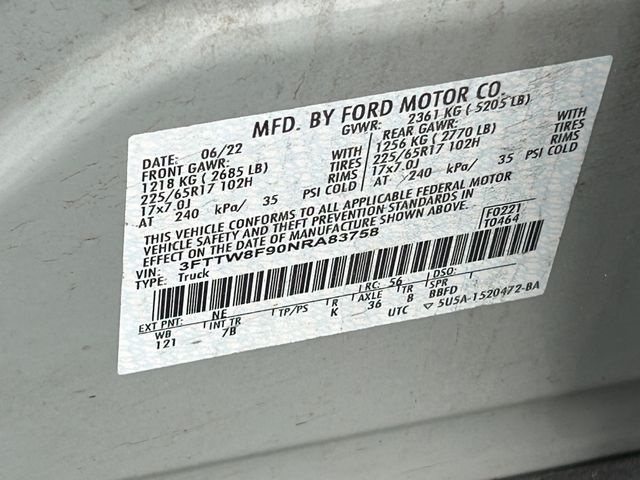 MFD. BY FORD MOTOR CO.
DATE: 06/22 GVWR: 2361 KG ( 5205 LB)
FRONT GAWR: REAR GAWR:
1218 KG ( 2685 LB) WITH 1256 KG ( 2770 LB) WITH
225/65R17 102H TIRES 225/65R17 102H TIRES
17x7.0J RIMS 17x7.0J RIMS
AT 240 kPa/ 35 PSI COLD AT 240 kPa/ 35 PSI COLD
THIS VEHICLE CONFORMS TO ALL APPLICABLE FEDERAL MOTOR
VEHICLE SAFETY AND THEFT PREVENTION STANDARDS IN
EFFECT ON THE DATE OF MANUFACTURE SHOWN ABOVE.
VIN: 3FTTW8F90NRA83758 F0221
TYPE: Truck T0464
EXT PNT: NE RC: 56 DSO:
WB INT TR TP/PS R AXLE TR SPR
121 7B K 36 B BBFD
UTC 5U5A-1520472-BA